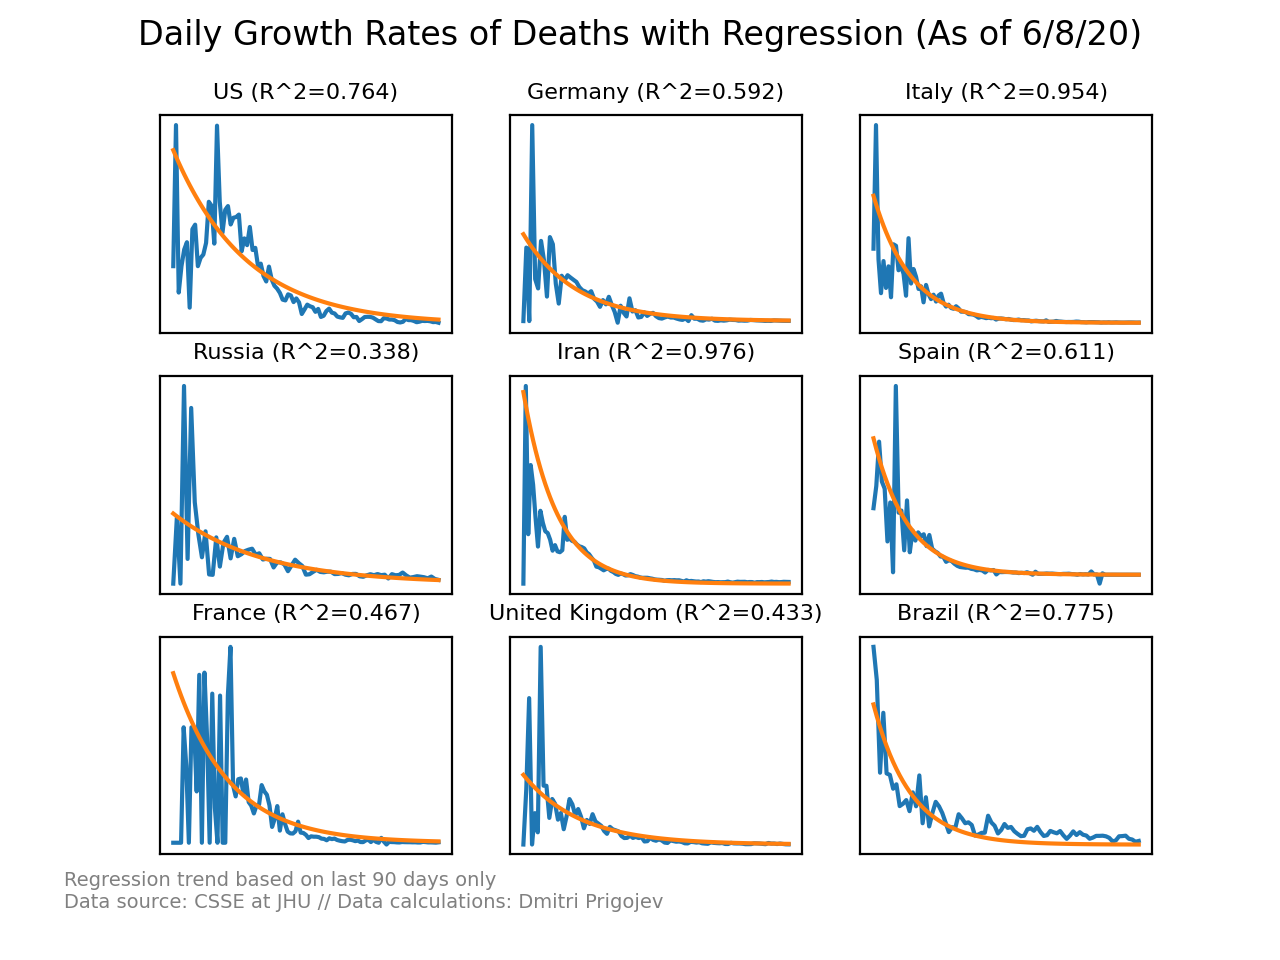 Daily Growth Rates of Deaths with Regression (As of 6/8/20)
US (R^2=0.764)
Germany (R^2=0.592)
Italy (R^2=0.954)
Russia (R^2=0.338)
Iran (R^2=0.976)
Spain (R^2=0.611)
France (R^2=0.467)
United Kingdom (R^2=0.433)
Brazil (R^2=0.775)
Regression trend based on last 90 days only
Data source: CSSE at JHU // Data calculations: Dmitri Prigojev